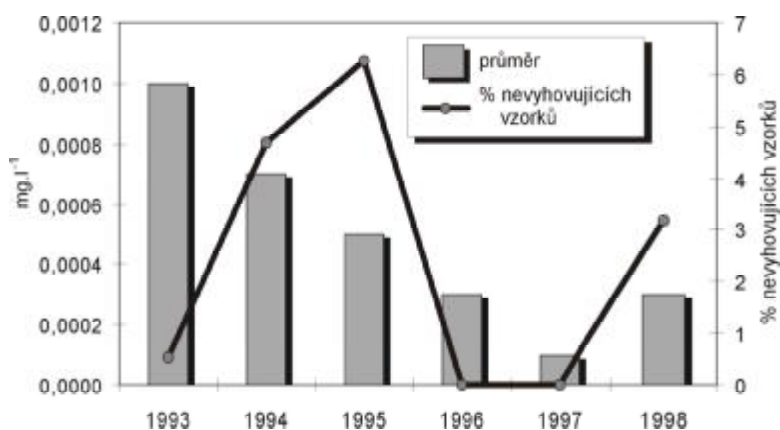 0,0012
0,0010
0,0008
0,0006
0,0004
0,0002
0,0000
mg.l⁻¹
průměr
% nevyhovujících
vzorků
7
6
5
4
3
2
1
0
% nevyhovujících vzorků
1993 1994 1995 1996 1997 1998